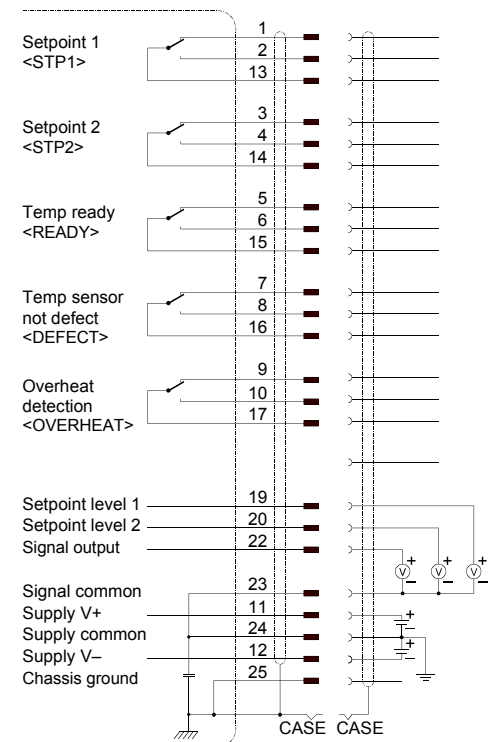 1
Setpoint 1
<STP1>
2
13
3
Setpoint 2
<STP2>
4
14
5
Temp ready
<READY>
6
15
7
Temp sensor
not defect
<DEFECT>
8
16
9
Overheat
detection
<OVERHEAT>
10
17
Setpoint level 1 19
Setpoint level 2 20
Signal output 22
V + V + V +
– – –
Signal common 23
Supply V+ 11
+
–
Supply common 24
+
–
Supply V– 12
Chassis ground 25
CASE CASE